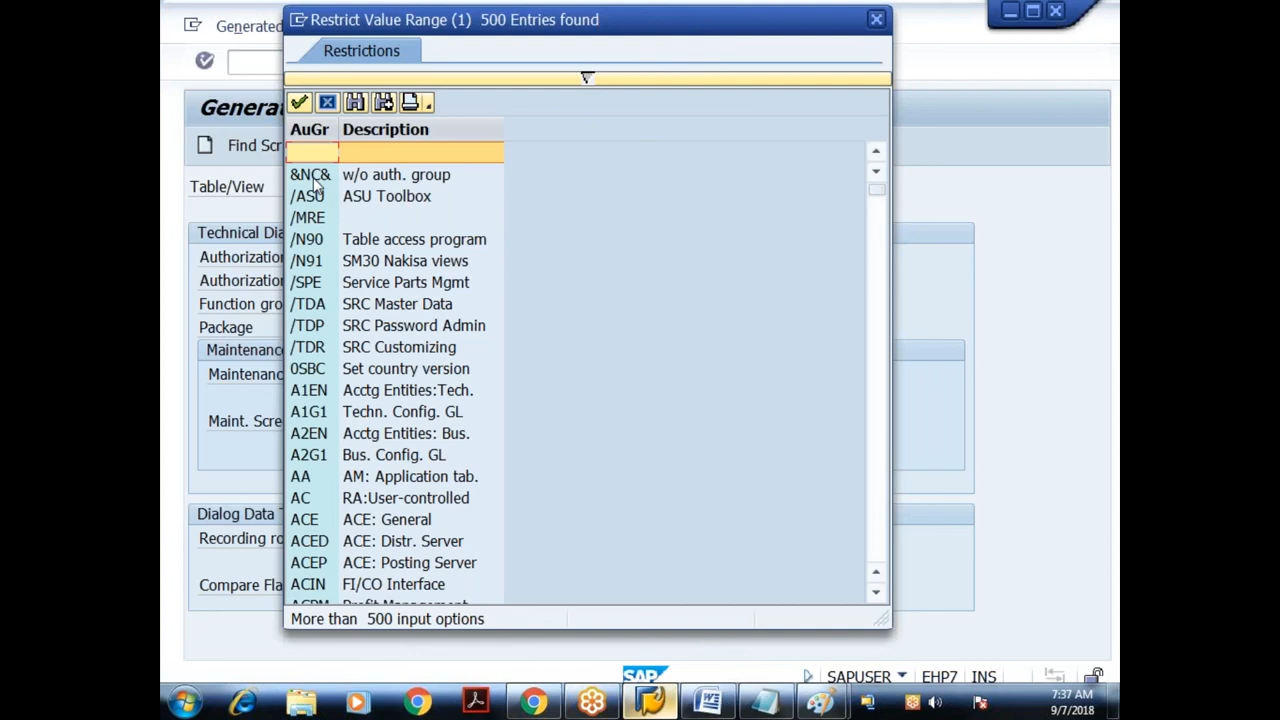 Generated
Restrict Value Range (1) 500 Entries found
Restrictions
Generat
Find Scr
Table/View
AuGr Description
&NC& w/o auth. group
/ASU ASU Toolbox
/MRE
/N90 Table access program
/N91 SM30 Nakisa views
/SPE Service Parts Mgmt
/TDA SRC Master Data
/TDP SRC Password Admin
/TDR SRC Customizing
0SBC Set country version
A1EN Acctg Entities:Tech.
A1G1 Techn. Config. GL
A2EN Acctg Entities: Bus.
A2G1 Bus. Config. GL
AA AM: Application tab.
AC RA:User-controlled
ACE ACE: General
ACED ACE: Distr. Server
ACEP ACE: Posting Server
ACIN FI/CO Interface
ACPM Profit Management
More than 500 input options
Technical Dia
Authorization
Authorization
Function gro
Package
Maintenanc
Maintenanc
Maint. Scre
Dialog Data T
Recording ro
Compare Fla
SAP
SAPUSER EHP7 INS
7:37 AM
9/7/2018